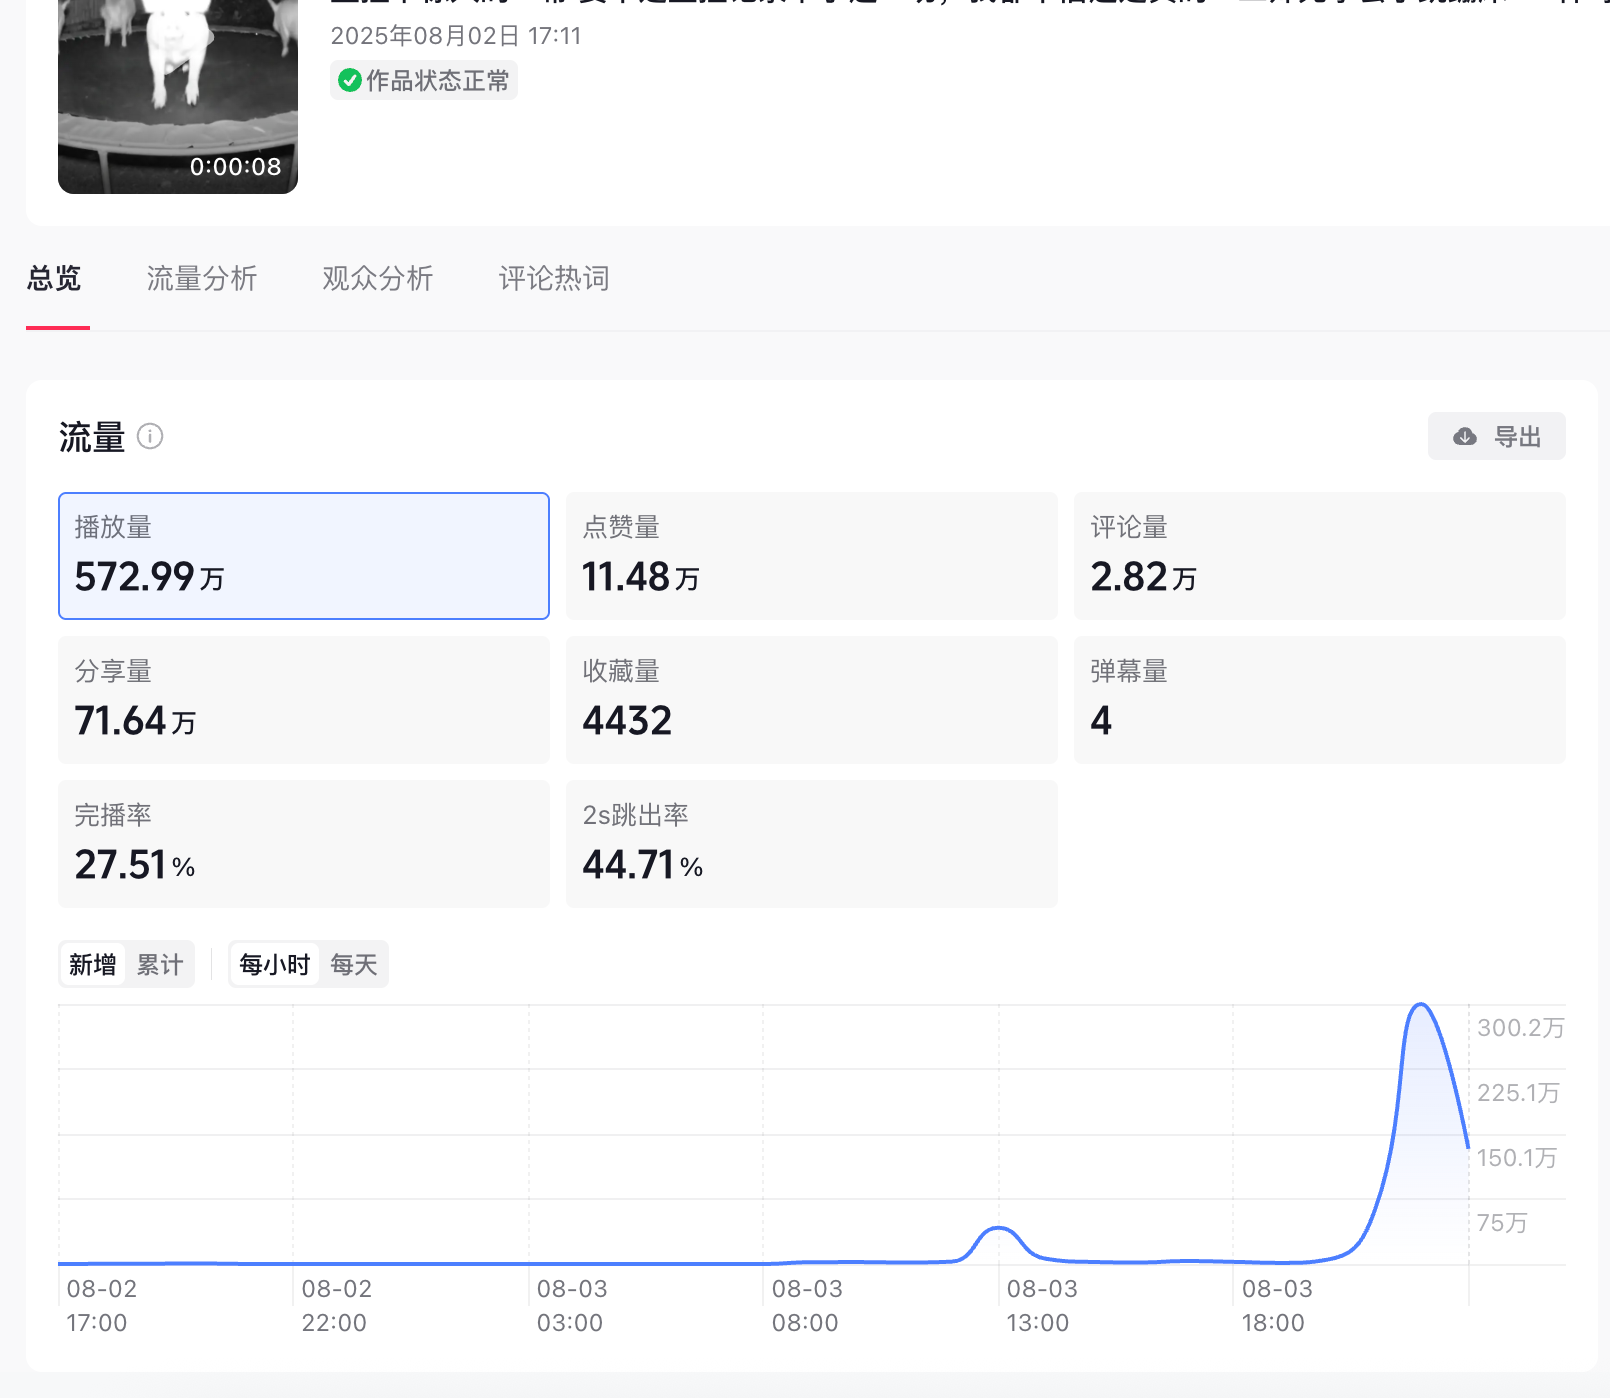 2025年08月02日 17:11
作品状态正常
0:00:08
总览 流量分析 观众分析 评论热词
流量
导出
播放量 点赞量 评论量
572.99万 11.48万 2.82万
分享量 收藏量 弹幕量
71.64万 4432 4
完播率 2s跳出率
27.51% 44.71%
新增 累计 每小时 每天
300.2万
225.1万
150.1万
75万
08-02 08-02 08-03 08-03 08-03 08-03
17:00 22:00 03:00 08:00 13:00 18:00